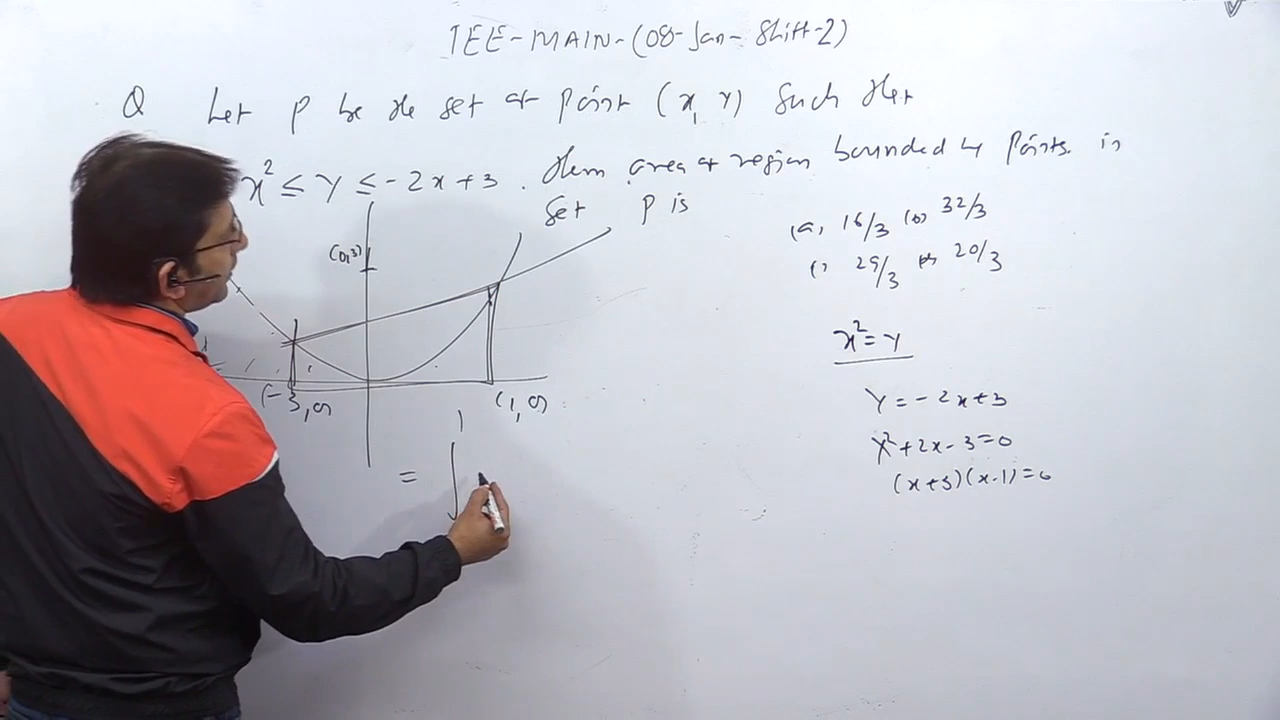 JEE-MAIN-(08-Jan-Shift-2)
Q Let P be the set of point (x, y) such that
x² ≤ y ≤ -2x+3 . then area of region bounded by points in
set P is
(a) 16/3 (b) 32/3
(c) 29/3 (d) 20/3
(0,3)
x² = y
(-3,0) (1,0)
y = -2x+3
x²+2x-3=0
(x+3)(x-1)=0
= ∫ 1